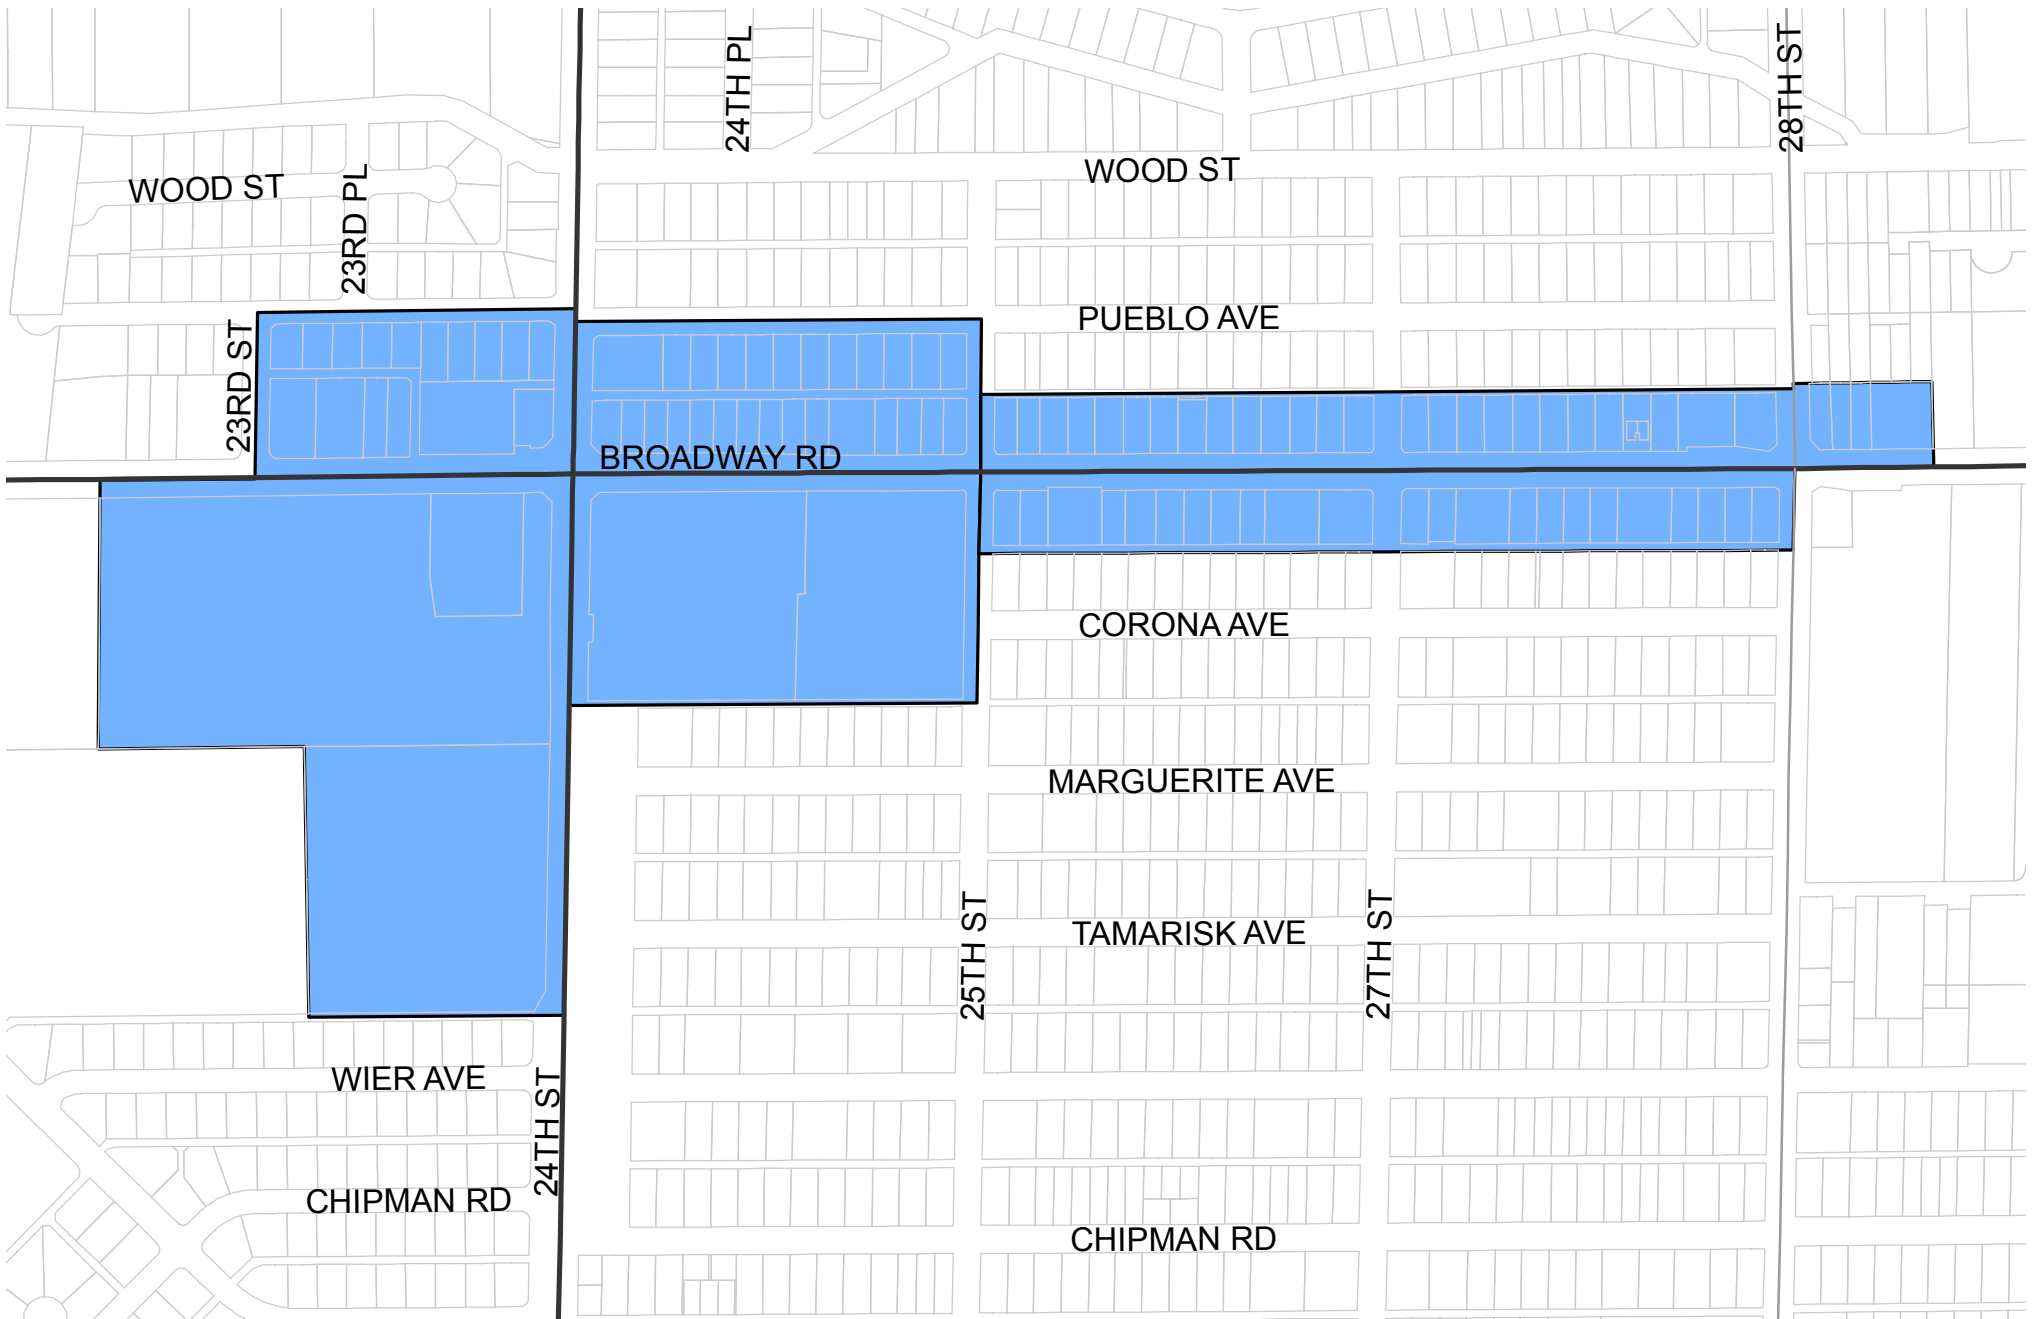 24TH PL
28TH ST
WOOD ST
WOOD ST
23RD PL
PUEBLO AVE
23RD ST
BROADWAY RD
CORONA AVE
MARGUERITE AVE
25TH ST
27TH ST
TAMARISK AVE
WIER AVE
24TH ST
CHIPMAN RD
CHIPMAN RD